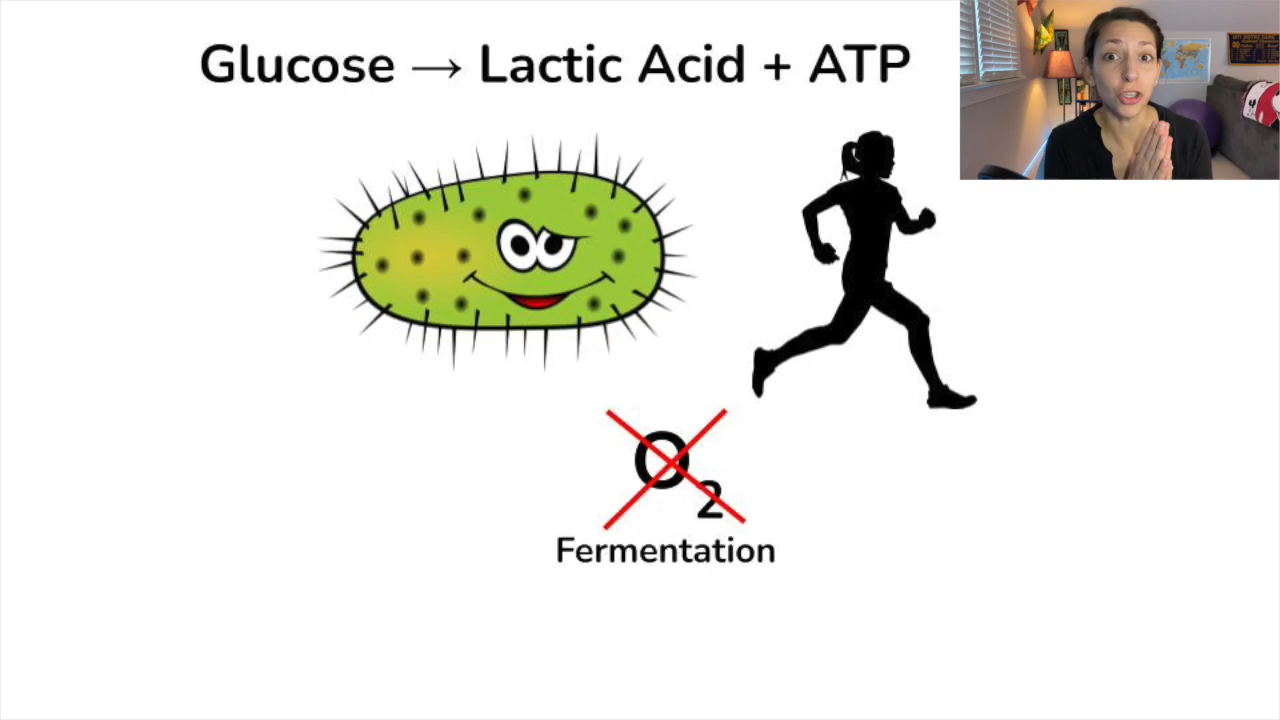 Glucose → Lactic Acid + ATP
O₂
Fermentation